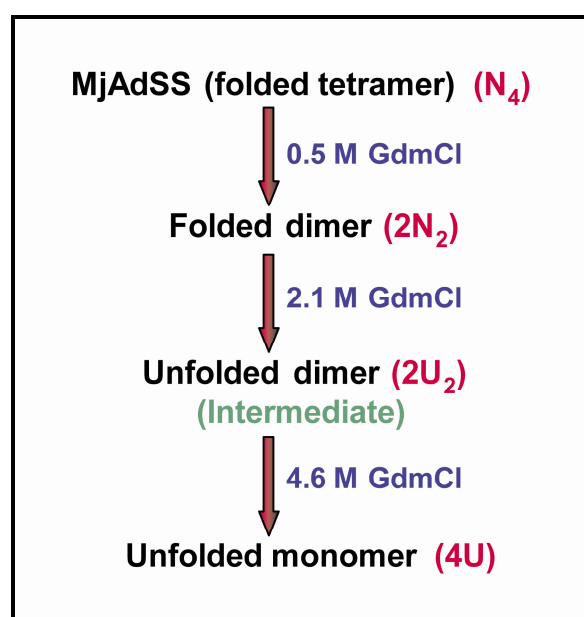 MjAdSS (folded tetramer) (N₄)
0.5 M GdmCl
Folded dimer (2N₂)
2.1 M GdmCl
Unfolded dimer (2U₂)
(Intermediate)
4.6 M GdmCl
Unfolded monomer (4U)